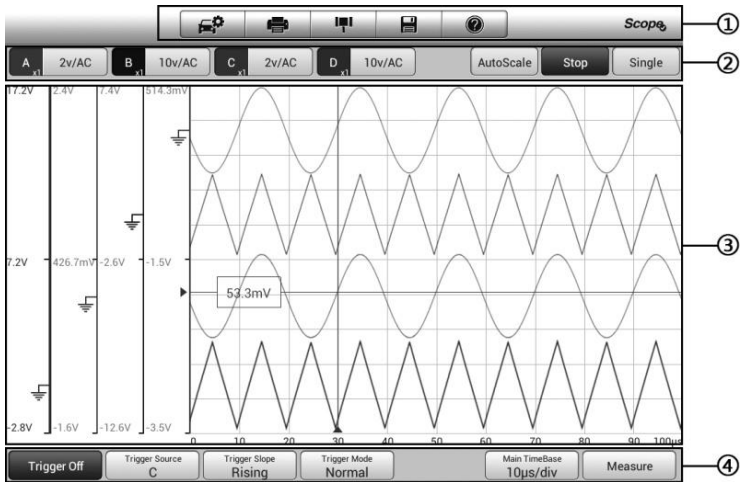 Scope
①
A x1 2v/AC B x1 10v/AC C x1 2v/AC D x1 10v/AC AutoScale Stop Single
②
17.2V 2.4V 7.4V 514.3mV
③
7.2V 426.7mV -2.6V -1.5V
53.3mV
-2.8V -1.6V -12.6V -3.5V
0 10 20 30 40 50 60 70 80 90 100μs
Trigger Off
Trigger Source
C
Trigger Slope
Rising
Trigger Mode
Normal
Main TimeBase
10μs/div
Measure
④